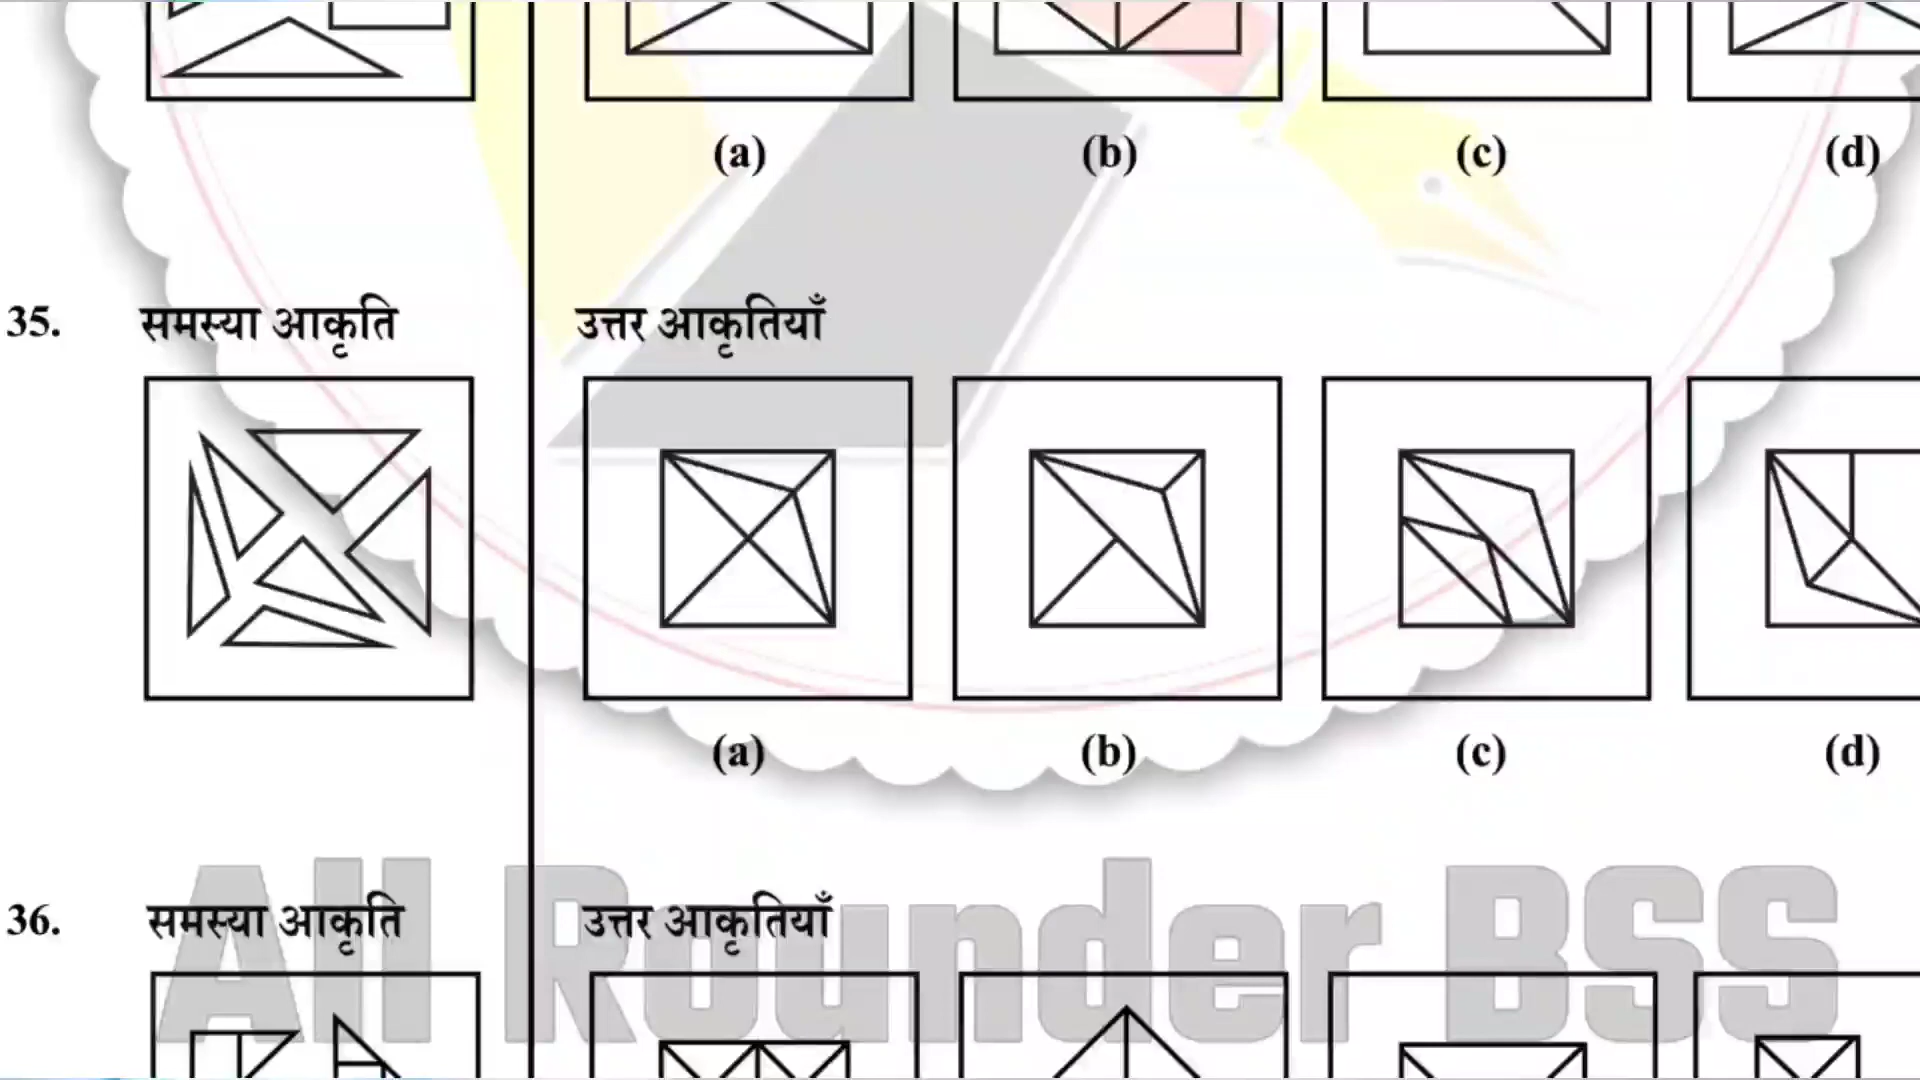 (a) (b) (c) (d)
35. समस्या आकृति उत्तर आकृतियाँ
(a) (b) (c) (d)
All Rounder BSS
36. समस्या आकृति उत्तर आकृतियाँ